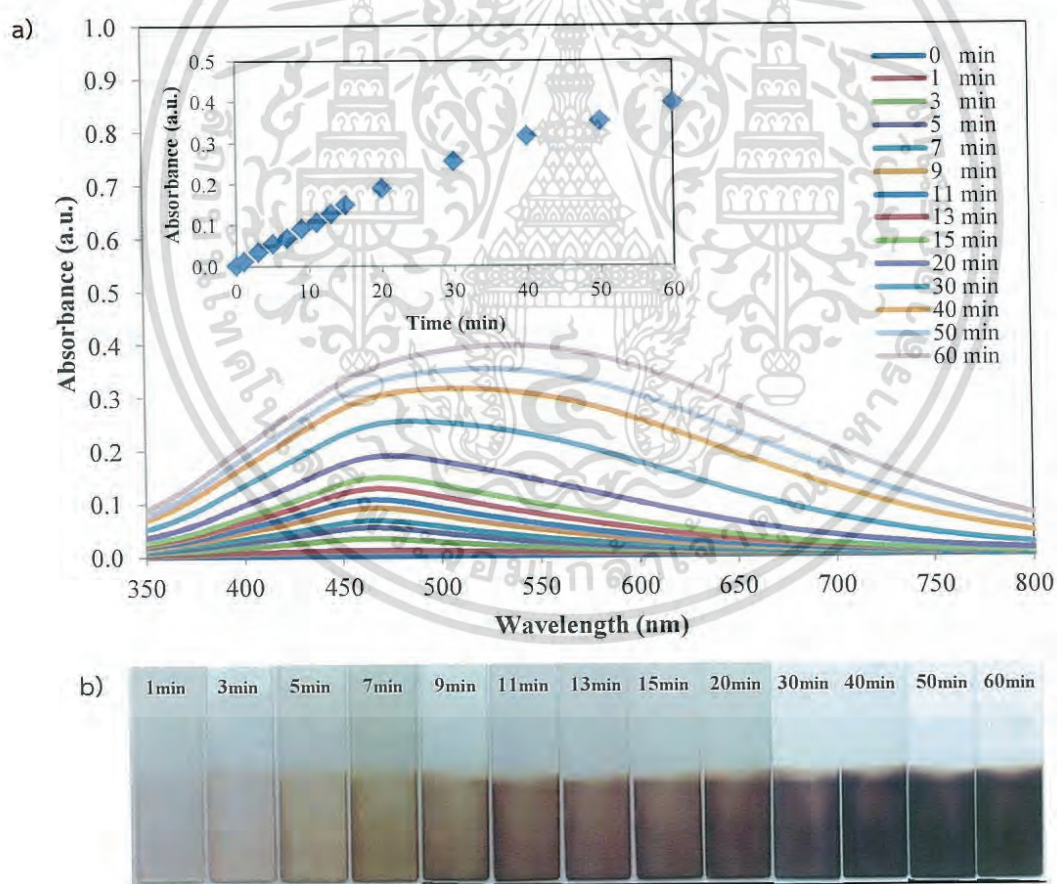 a)
1.0
0.9
0.8
0.7
0.6
0.5
0.4
0.3
0.2
0.1
0.0
Absorbance (a.u.)
350 400 450 500 550 600 650 700 750 800
Wavelength (nm)
0.5
0.4
0.3
0.2
0.1
0.0
Absorbance (a.u.)
0 10 20 30 40 50 60
Time (min)
0 min
1 min
3 min
5 min
7 min
9 min
11 min
13 min
15 min
20 min
30 min
40 min
50 min
60 min
b)
1min 3min 5min 7min 9min 11min 13min 15min 20min 30min 40min 50min 60min